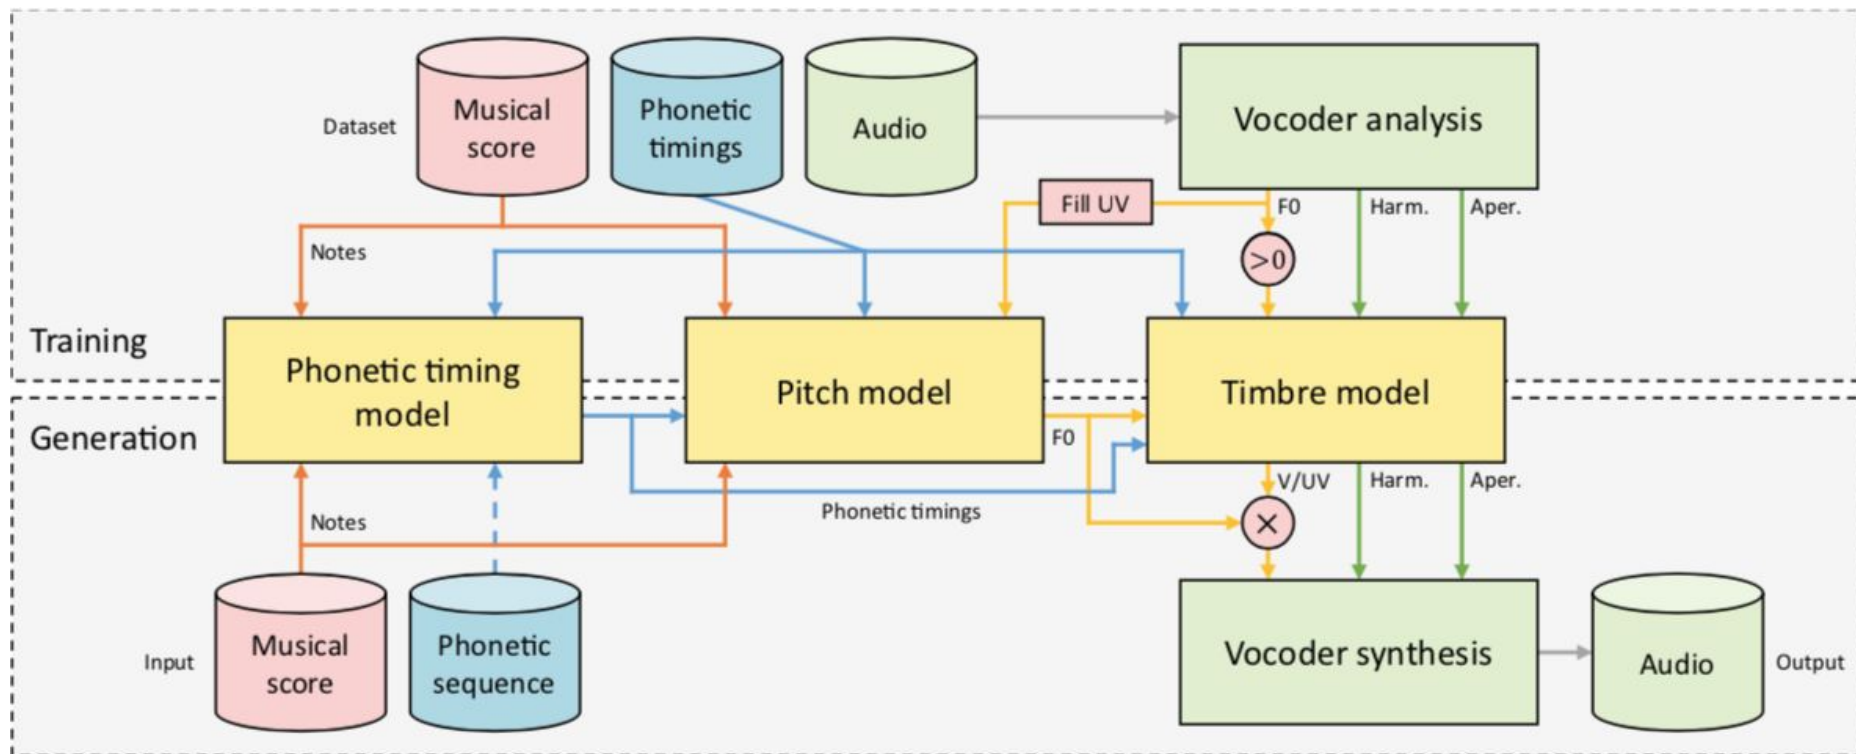 Dataset
Musical
score
Phonetic
timings
Audio
Vocoder analysis
Fill UV
F0
Harm.
Aper.
Notes
>0
Training
Phonetic timing
model
Pitch model
Timbre model
Generation
F0
V/UV
Harm.
Aper.
Notes
Phonetic timings
×
Input
Musical
score
Phonetic
sequence
Vocoder synthesis
Audio
Output